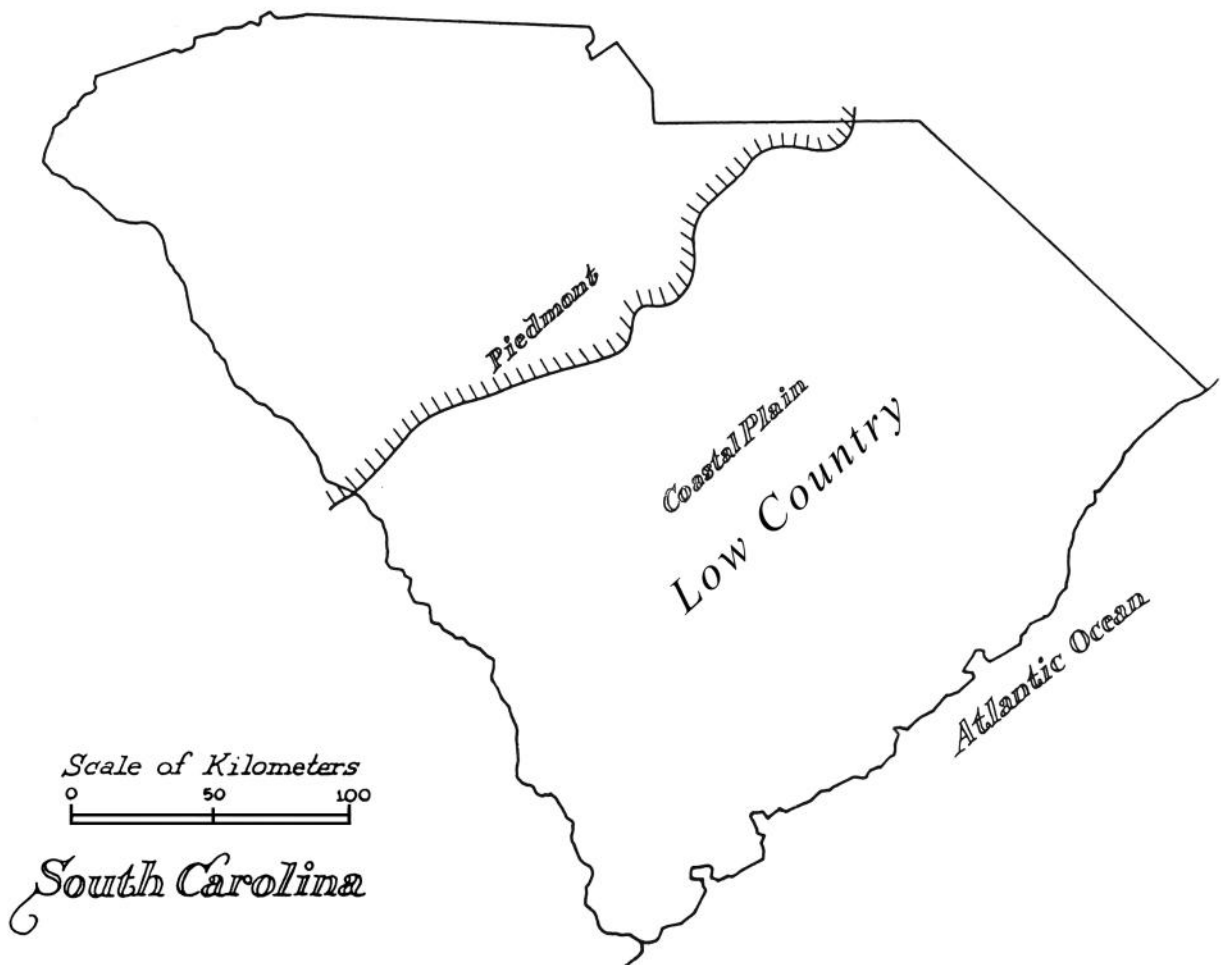 Piedmont
Coastal Plain
Low Country
Atlantic Ocean
Scale of Kilometers
0 50 100
South Carolina